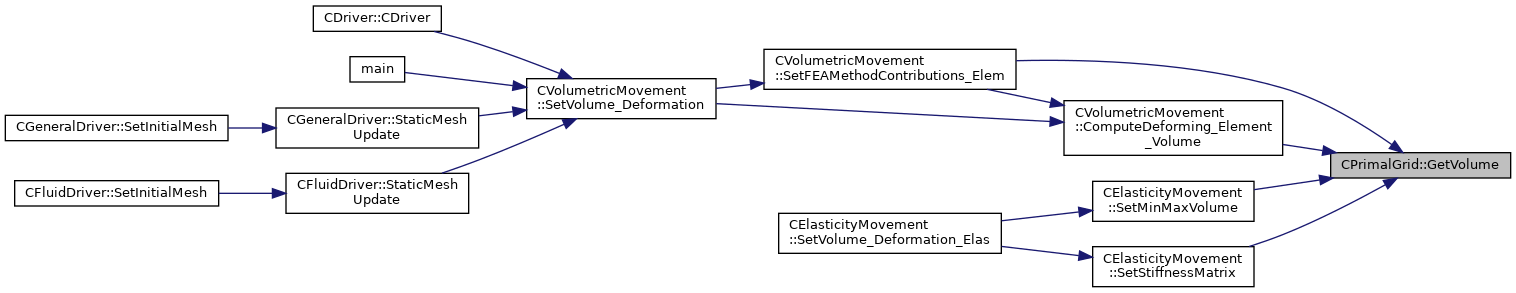 CDriver::CDriver
main
CGeneralDriver::SetInitialMesh
CGeneralDriver::StaticMesh
Update
CFluidDriver::SetInitialMesh
CFluidDriver::StaticMesh
Update
CVolumetricMovement
::SetVolume_Deformation
CVolumetricMovement
::SetFEAMethodContributions_Elem
CVolumetricMovement
::ComputeDeforming_Element
_Volume
CElasticityMovement
::SetVolume_Deformation_Elas
CElasticityMovement
::SetMinMaxVolume
CElasticityMovement
::SetStiffnessMatrix
CPrimalGrid::GetVolume